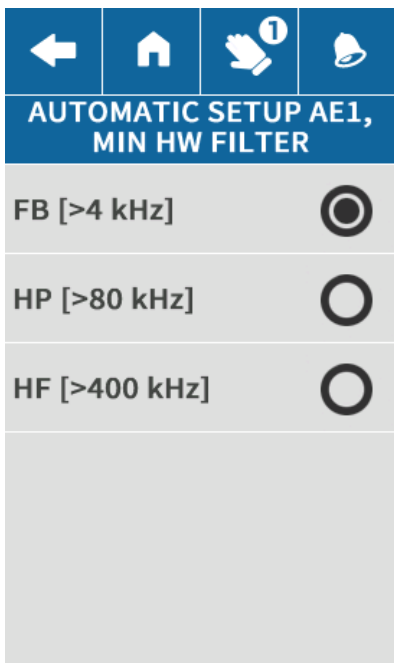 1
AUTOMATIC SETUP AE1,
MIN HW FILTER
FB [>4 kHz]
HP [>80 kHz]
HF [>400 kHz]